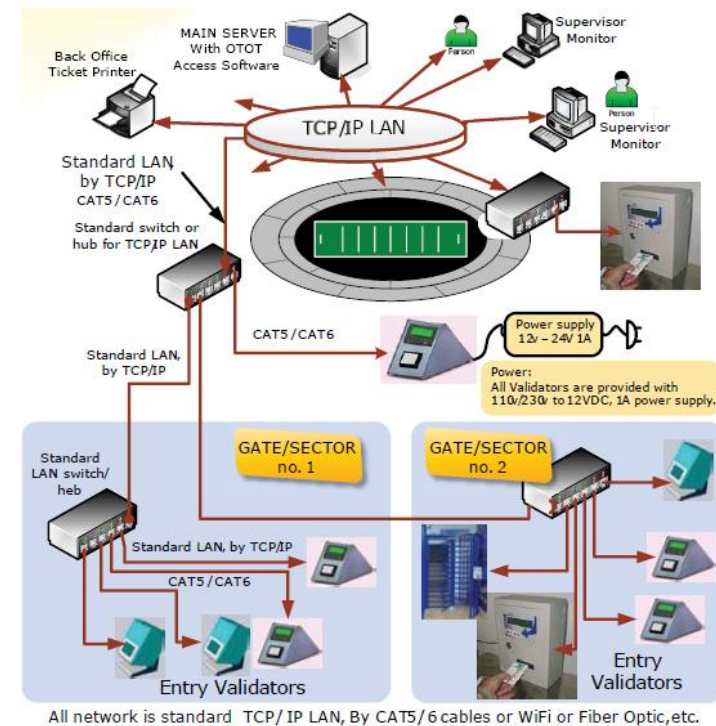 MAIN SERVER
With OTOT
Access Software
Person
Supervisor
Monitor
Back Office
Ticket Printer
TCP/IP LAN
Person
Supervisor
Monitor
Standard LAN,
by TCP/IP
CAT5/CAT6
Standard switch or
hub for TCP/IP LAN
CAT5/CAT6
Power supply
12v – 24V 1A
Standard LAN,
by TCP/IP
Power:
All Validators are provided with
110v/230v to 12VDC, 1A power supply.
GATE/SECTOR
no. 1
GATE/SECTOR
no. 2
Standard
LAN switch/
heb
Standard LAN, by TCP/IP
CAT5/CAT6
Entry Validators
Entry
Validators
All network is standard TCP/ IP LAN, By CAT5/6 cables or WiFi or Fiber Optic,etc.